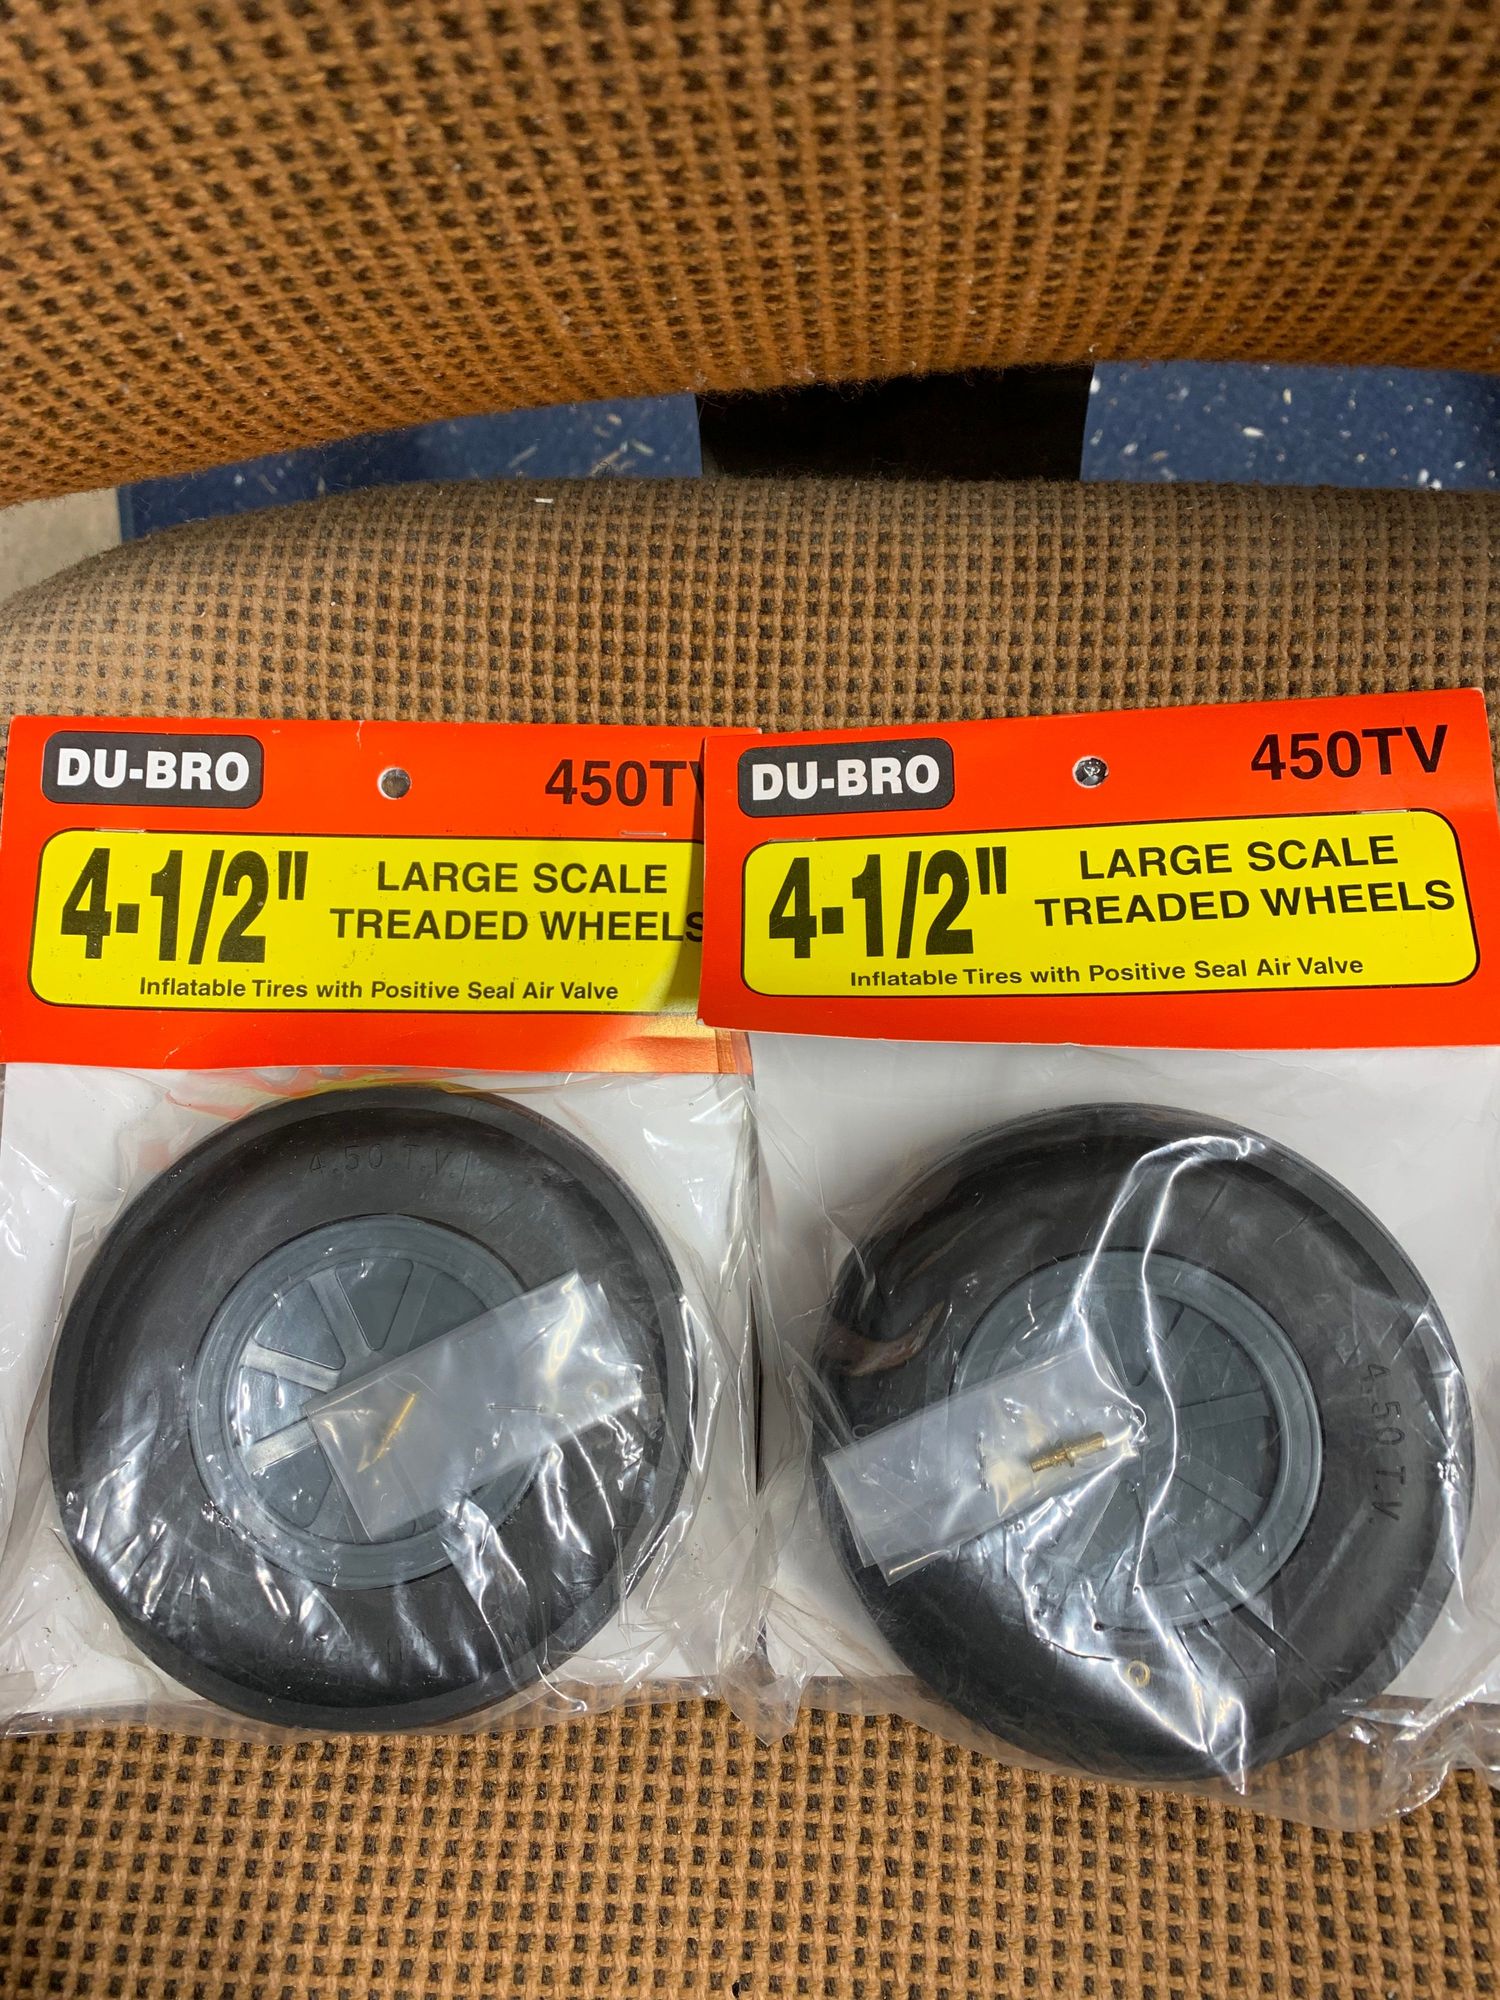 DU-BRO
450TV
4-1/2"
LARGE SCALE
TREADED WHEELS
Inflatable Tires with Positive Seal Air Valve
4.50 T.V.
DU-BRO
450TV
4-1/2"
LARGE SCALE
TREADED WHEELS
Inflatable Tires with Positive Seal Air Valve
4.50 T.V.